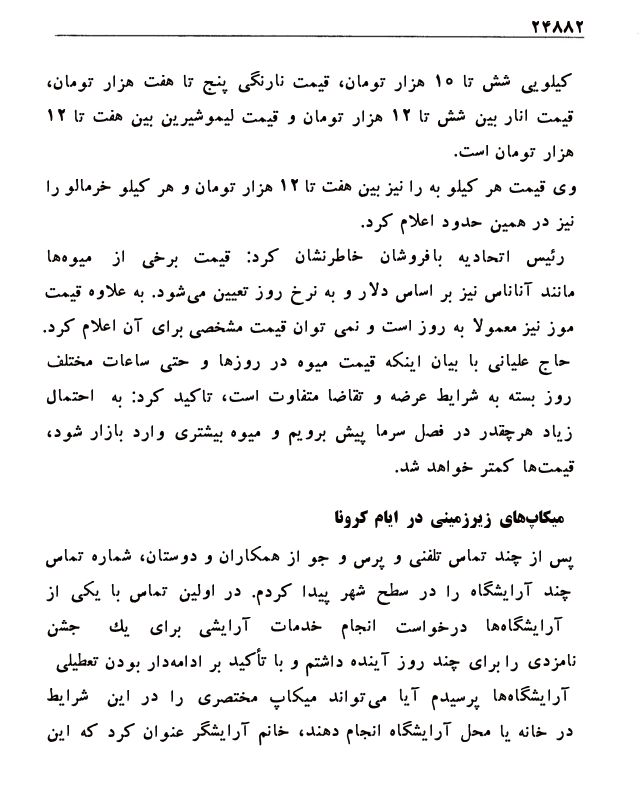 ۲۴۸۸۲
کیلویی شش تا ۱۵ هزار تومان، قیمت نارنگی پنج تا هفت هزار تومان،
قیمت انار بین شش تا ۱۲ هزار تومان و قیمت لیموشیرین بین هفت تا ۱۲
هزار تومان است.
وی قیمت هر کیلو به را نیز بین هفت تا ۱۲ هزار تومان و هر کیلو خرمالو را
نیز در همین حدود اعلام کرد.
رئیس اتحادیه بافروشان خاطرنشان کرد: قیمت برخی از میوه‌ها
مانند آناناس نیز بر اساس دلار و به نرخ روز تعیین می‌شود. به علاوه قیمت
موز نیز معمولا به روز است و نمی توان قیمت مشخصی برای آن اعلام کرد.
حاج علیانی با بیان اینکه قیمت میوه در روزها و حتی ساعات مختلف
روز بسته به شرایط عرضه و تقاضا متفاوت است، تاکید کرد: به احتمال
زیاد هرچقدر در فصل سرما پیش برویم و میوه بیشتری وارد بازار شود،
قیمت‌ها کمتر خواهد شد.
میکاپ‌های زیرزمینی در ایام کرونا
پس از چند تماس تلفنی و پرس و جو از همکاران و دوستان، شماره تماس
چند آرایشگاه را در سطح شهر پیدا کردم. در اولین تماس با یکی از
آرایشگاه‌ها درخواست انجام خدمات آرایشی برای یك جشن
نامزدی را برای چند روز آینده داشتم و با تأکید بر ادامه‌دار بودن تعطیلی
آرایشگاه‌ها پرسیدم آیا می‌تواند میکاپ مختصری را در این شرایط
در خانه یا محل آرایشگاه انجام دهند، خانم آرایشگر عنوان کرد که این